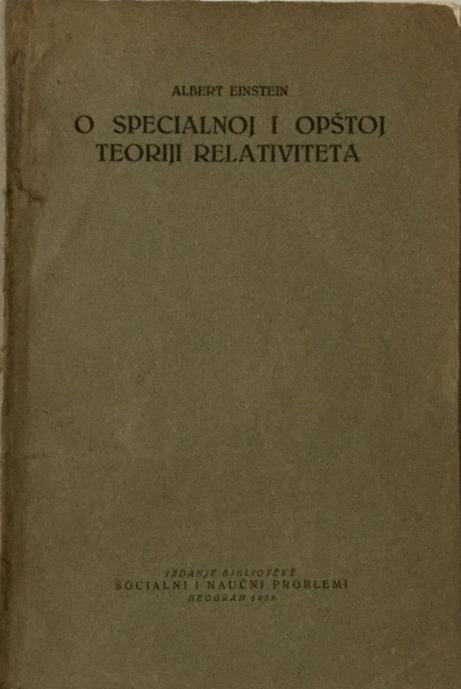 ALBERT EINSTEIN
O SPECIALNOJ I OPŠTOJ
TEORIJI RELATIVITETA
IZDANJE BIBLIOTEKE
SOCIALNI I NAUČNI PROBLEMI
BEOGRAD